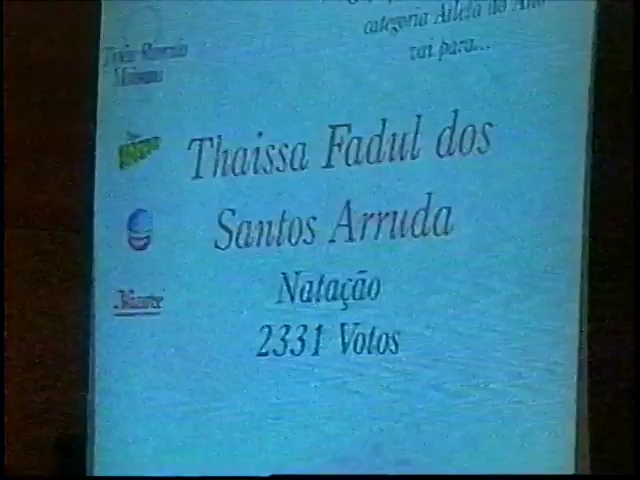 categoria Atleta do Ano
vai para...
Thaissa Fadul dos
Santos Arruda
Natação
2331 Votos